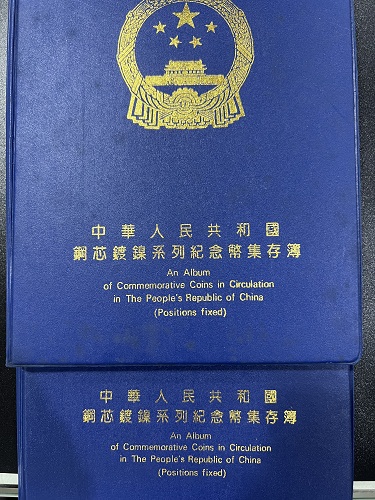 中華人民共和國
鋼芯鍍鎳系列紀念幣集存簿
An Album
of Commemorative Coins in Circulation
in The People's Republic of China
(Positions fixed)
中華人民共和國
鋼芯鍍鎳系列紀念幣集存簿
An Album
of Commemorative Coins in Circulation
in The People's Republic of China
(Positions fixed)